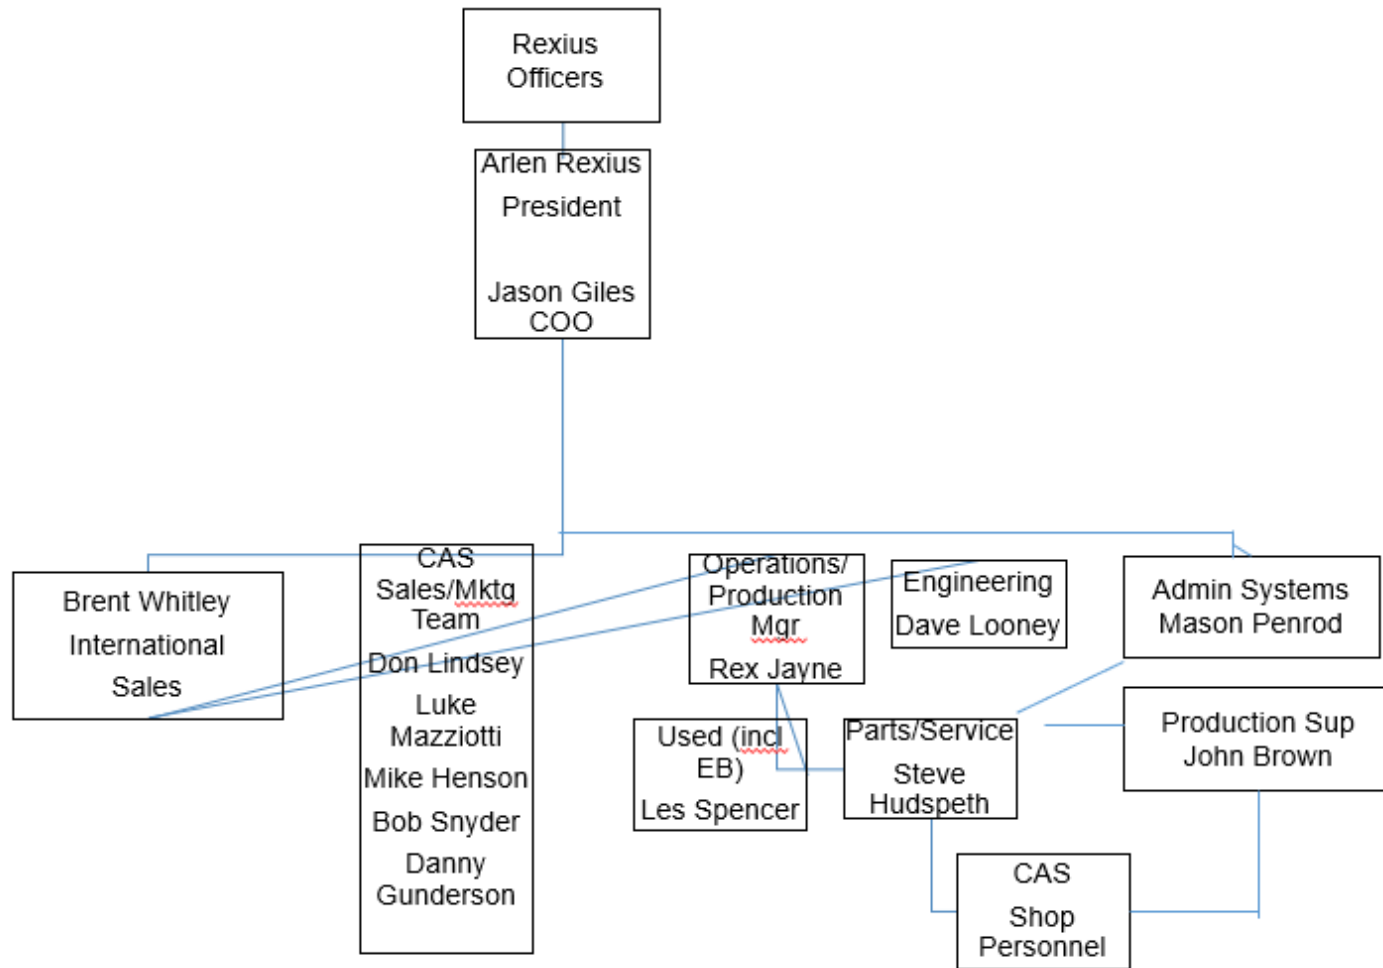 Rexius
Officers
Arlen Rexius
President
Jason Giles
COO
Brent Whitley
International
Sales
CAS
Sales/Mktg
Team
Don Lindsey
Luke
Mazziotti
Mike Henson
Bob Snyder
Danny
Gunderson
Operations/
Production
Mgr
Rex Jayne
Engineering
Dave Looney
Admin Systems
Mason Penrod
Used (incl
EB)
Les Spencer
Parts/Service
Steve
Hudspeth
Production Sup
John Brown
CAS
Shop
Personnel